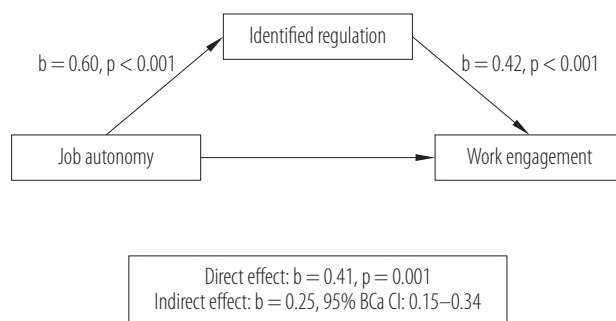 Identified regulation
b = 0.60, p < 0.001
b = 0.42, p < 0.001
Job autonomy
Work engagement
Direct effect: b = 0.41, p = 0.001
Indirect effect: b = 0.25, 95% BCa CI: 0.15–0.34